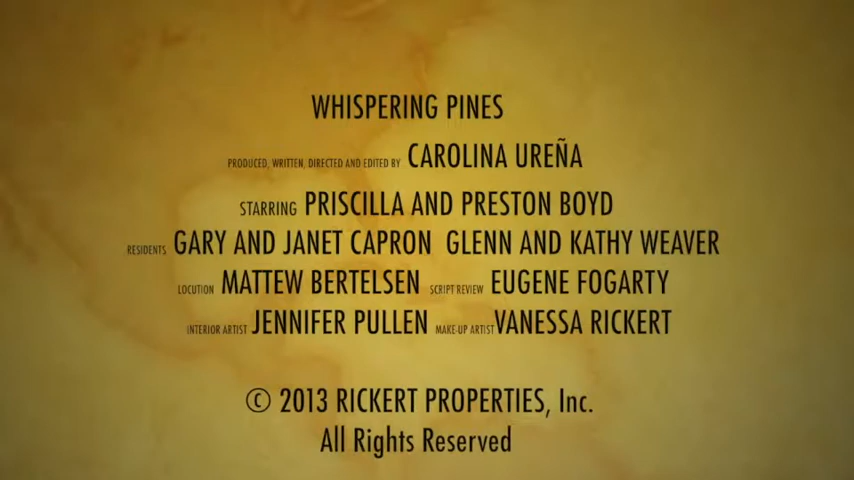 WHISPERING PINES
PRODUCED, WRITTEN, DIRECTED AND EDITED BY CAROLINA UREÑA
STARRING PRISCILLA AND PRESTON BOYD
RESIDENTS GARY AND JANET CAPRON GLENN AND KATHY WEAVER
LOCUTION MATTEW BERTELSEN SCRIPT REVIEW EUGENE FOGARTY
INTERIOR ARTIST JENNIFER PULLEN MAKE-UP ARTIST VANESSA RICKERT
© 2013 RICKERT PROPERTIES, Inc.
All Rights Reserved